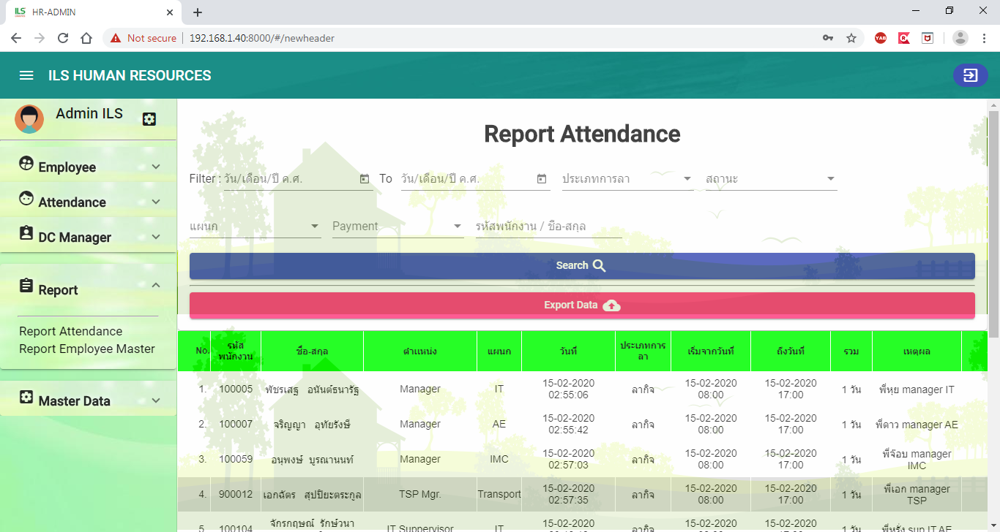 ILS HR-ADMIN
Not secure 192.168.1.40:8000/#/newheader
ILS HUMAN RESOURCES
Admin ILS
Employee
Attendance
DC Manager
Report
Report Attendance
Report Employee Master
Master Data
Report Attendance
Filter : วัน/เดือน/ปี ค.ศ. To วัน/เดือน/ปี ค.ศ. ประเภทการลา สถานะ
แผนก Payment รหัสพนักงาน / ชื่อ-สกุล
Search
Export Data
No. รหัสพนักงาน ชื่อ-สกุล ตำแหน่ง แผนก วันที่ ประเภทการลา เริ่มจากวันที่ ถึงวันที่ รวม เหตุผล
1. 100005 พัชรเสฐ อนันต์ธนารัฐ Manager IT 15-02-2020 02:55:06 ลากิจ 15-02-2020 08:00 15-02-2020 17:00 1 วัน พี่หุย manager IT
2. 100007 จริญญา อุทัยรังษี Manager AE 15-02-2020 02:55:42 ลากิจ 15-02-2020 08:00 15-02-2020 17:00 1 วัน พี่ดาว manager AE
3. 100059 อนุพงษ์ บูรณานนท์ Manager IMC 15-02-2020 02:57:03 ลากิจ 15-02-2020 08:00 15-02-2020 17:00 1 วัน พี่จ๊อบ manager IMC
4. 900012 เอกฉัตร สุปปิยะตระกูล TSP Mgr. Transport 15-02-2020 02:57:35 ลากิจ 15-02-2020 08:00 15-02-2020 17:00 1 วัน พี่เอก manager TSP
5. 100104 จักรกฤษณ์ รักษ์วนา IT Suppervisor IT 15-02-2020 ลากิจ 15-02-2020 15-02-2020 1 วัน พี่หรั่ง sup IT AE